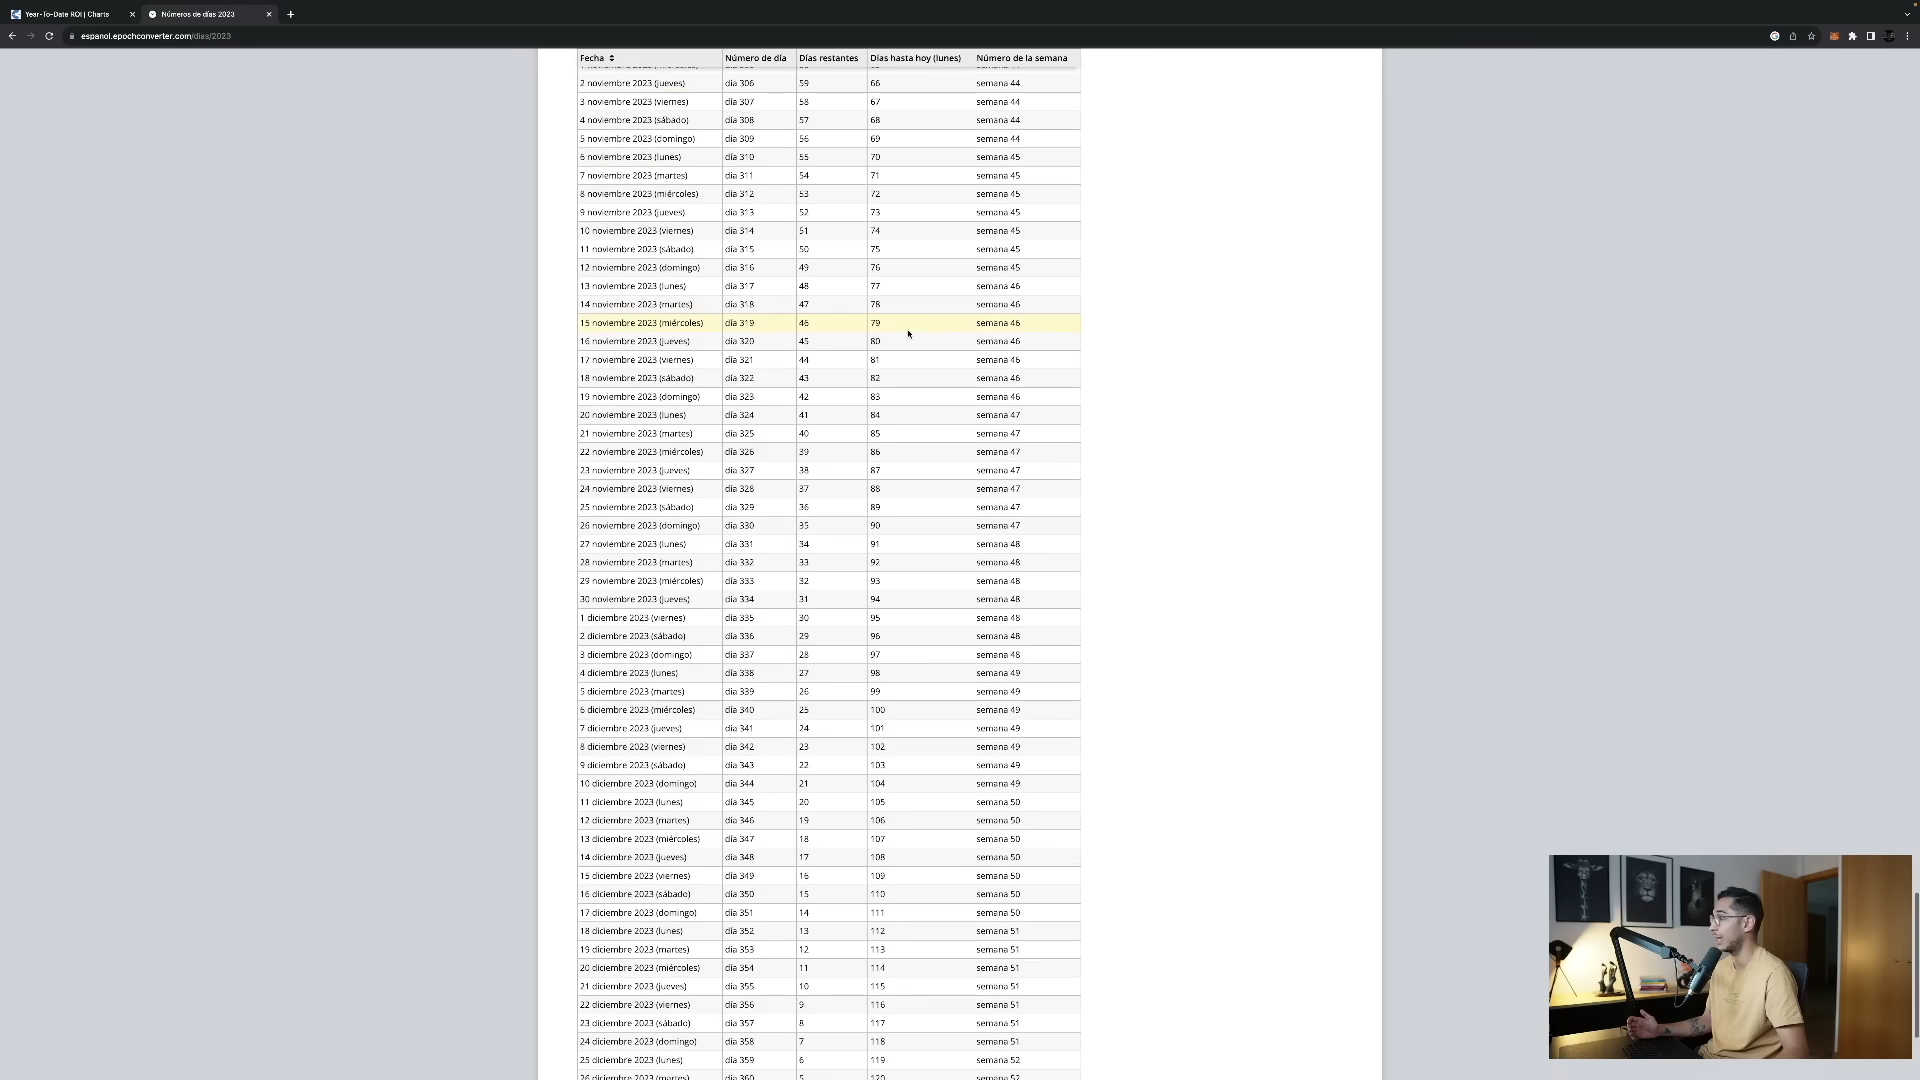 Year-To-Date ROI | Charts
Números de días 2023
espanol.epochconverter.com/dias/2023
Fecha Número de día Días restantes Días hasta hoy (lunes) Número de la semana
2 noviembre 2023 (jueves) día 306 59 66 semana 44
3 noviembre 2023 (viernes) día 307 58 67 semana 44
4 noviembre 2023 (sábado) día 308 57 68 semana 44
5 noviembre 2023 (domingo) día 309 56 69 semana 44
6 noviembre 2023 (lunes) día 310 55 70 semana 45
7 noviembre 2023 (martes) día 311 54 71 semana 45
8 noviembre 2023 (miércoles) día 312 53 72 semana 45
9 noviembre 2023 (jueves) día 313 52 73 semana 45
10 noviembre 2023 (viernes) día 314 51 74 semana 45
11 noviembre 2023 (sábado) día 315 50 75 semana 45
12 noviembre 2023 (domingo) día 316 49 76 semana 45
13 noviembre 2023 (lunes) día 317 48 77 semana 46
14 noviembre 2023 (martes) día 318 47 78 semana 46
15 noviembre 2023 (miércoles) día 319 46 79 semana 46
16 noviembre 2023 (jueves) día 320 45 80 semana 46
17 noviembre 2023 (viernes) día 321 44 81 semana 46
18 noviembre 2023 (sábado) día 322 43 82 semana 46
19 noviembre 2023 (domingo) día 323 42 83 semana 46
20 noviembre 2023 (lunes) día 324 41 84 semana 47
21 noviembre 2023 (martes) día 325 40 85 semana 47
22 noviembre 2023 (miércoles) día 326 39 86 semana 47
23 noviembre 2023 (jueves) día 327 38 87 semana 47
24 noviembre 2023 (viernes) día 328 37 88 semana 47
25 noviembre 2023 (sábado) día 329 36 89 semana 47
26 noviembre 2023 (domingo) día 330 35 90 semana 47
27 noviembre 2023 (lunes) día 331 34 91 semana 48
28 noviembre 2023 (martes) día 332 33 92 semana 48
29 noviembre 2023 (miércoles) día 333 32 93 semana 48
30 noviembre 2023 (jueves) día 334 31 94 semana 48
1 diciembre 2023 (viernes) día 335 30 95 semana 48
2 diciembre 2023 (sábado) día 336 29 96 semana 48
3 diciembre 2023 (domingo) día 337 28 97 semana 48
4 diciembre 2023 (lunes) día 338 27 98 semana 49
5 diciembre 2023 (martes) día 339 26 99 semana 49
6 diciembre 2023 (miércoles) día 340 25 100 semana 49
7 diciembre 2023 (jueves) día 341 24 101 semana 49
8 diciembre 2023 (viernes) día 342 23 102 semana 49
9 diciembre 2023 (sábado) día 343 22 103 semana 49
10 diciembre 2023 (domingo) día 344 21 104 semana 49
11 diciembre 2023 (lunes) día 345 20 105 semana 50
12 diciembre 2023 (martes) día 346 19 106 semana 50
13 diciembre 2023 (miércoles) día 347 18 107 semana 50
14 diciembre 2023 (jueves) día 348 17 108 semana 50
15 diciembre 2023 (viernes) día 349 16 109 semana 50
16 diciembre 2023 (sábado) día 350 15 110 semana 50
17 diciembre 2023 (domingo) día 351 14 111 semana 50
18 diciembre 2023 (lunes) día 352 13 112 semana 51
19 diciembre 2023 (martes) día 353 12 113 semana 51
20 diciembre 2023 (miércoles) día 354 11 114 semana 51
21 diciembre 2023 (jueves) día 355 10 115 semana 51
22 diciembre 2023 (viernes) día 356 9 116 semana 51
23 diciembre 2023 (sábado) día 357 8 117 semana 51
24 diciembre 2023 (domingo) día 358 7 118 semana 51
25 diciembre 2023 (lunes) día 359 6 119 semana 52
26 diciembre 2023 (martes) día 360 5 120 semana 52